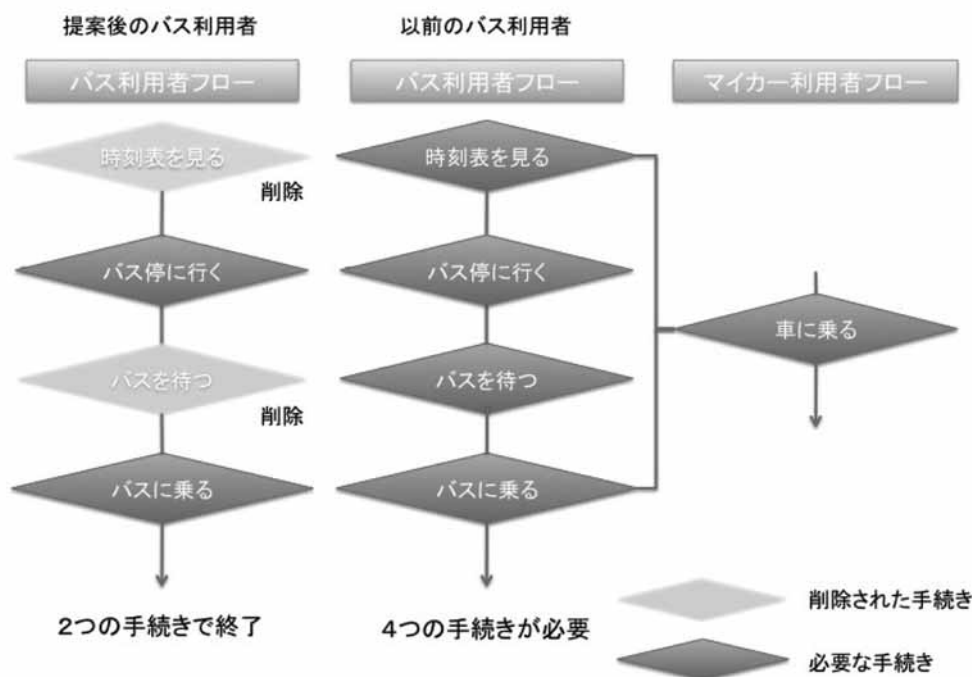 提案後のバス利用者
以前のバス利用者
バス利用者フロー
バス利用者フロー
マイカー利用者フロー
時刻表を見る
削除
バス停に行く
バスを待つ
削除
バスに乗る
2つの手続きで終了
時刻表を見る
バス停に行く
バスを待つ
バスに乗る
4つの手続きが必要
車に乗る
削除された手続き
必要な手続き